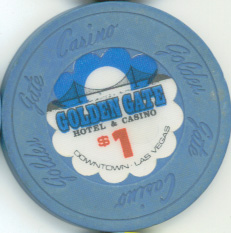 Golden Gate Casino
Golden Gate Casino
GOLDEN GATE
HOTEL & CASINO
$1
DOWNTOWN · LAS VEGAS